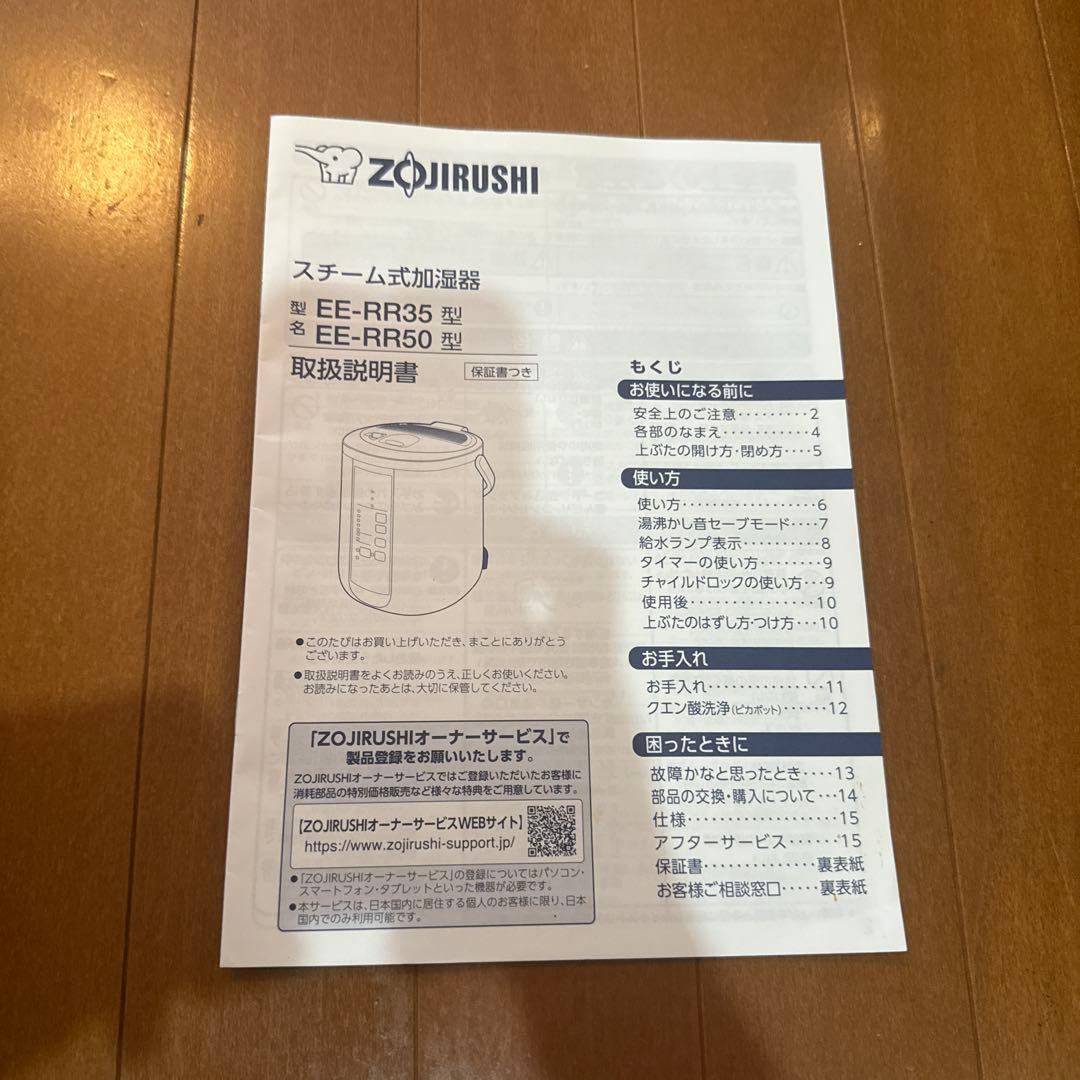 ZOJIRUSHI
スチーム式加湿器
型名 EE-RR35 型
EE-RR50 型
取扱説明書 保証書つき
●このたびはお買い上げいただき、まことにありがとう
ございます。
●取扱説明書をよくお読みのうえ、正しくお使いください。
お読みになったあとは、大切に保管してください。
「ZOJIRUSHIオーナーサービス」で
製品登録をお願いいたします。
ZOJIRUSHIオーナーサービスではご登録いただいたお客様に
消耗部品の特別価格販売など様々な特典をご用意しています。
【ZOJIRUSHIオーナーサービスWEBサイト】
https://www.zojirushi-support.jp/
●「ZOJIRUSHIオーナーサービス」の登録についてはパソコン・
スマートフォン・タブレットといった機器が必要です。
●本サービスは、日本国内に居住する個人のお客様に限り、日本
国内でのみ利用可能です。
もくじ
お使いになる前に
安全上のご注意·········2
各部のなまえ···········4
上ぶたの開け方・閉め方····5
使い方
使い方················6
湯沸かし音セーブモード····7
給水ランプ表示··········8
タイマーの使い方········9
チャイルドロックの使い方···9
使用後···············10
上ぶたのはずし方・つけ方···10
お手入れ
お手入れ··············11
クエン酸洗浄(ピカポット)······12
困ったときに
故障かなと思ったとき····13
部品の交換・購入について···14
仕様··················15
アフターサービス······15
保証書··············裏表紙
お客様ご相談窓口·····裏表紙